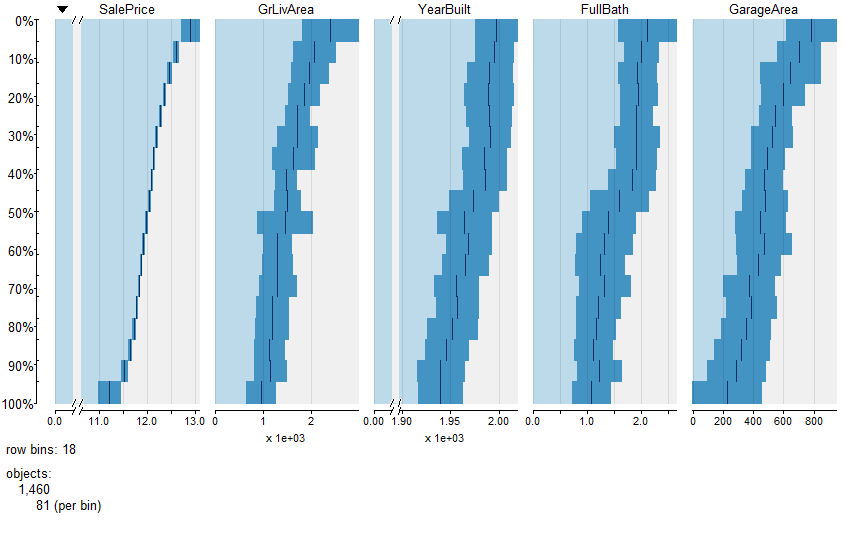 SalePrice GrLivArea YearBuilt FullBath GarageArea
0%
10%
20%
30%
40%
50%
60%
70%
80%
90%
100%
0.0 11.0 12.0 13.0 0 1 2 0.00 1.90 1.95 2.00 0.0 1.0 2.0 0 200 400 600 800
x 1e+03 x 1e+03
row bins: 18
objects:
1,460
81 (per bin)